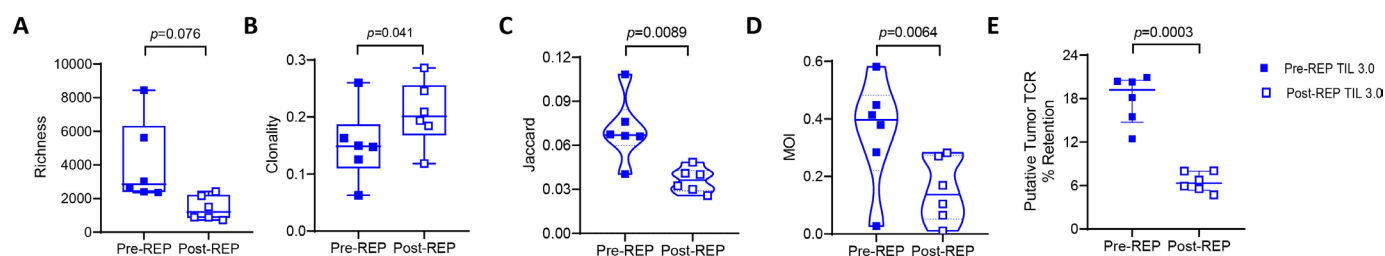 A
p=0.076
Richness
10000
8000
6000
4000
2000
0
Pre-REP Post-REP
B
p=0.041
Clonality
0.3
0.2
0.1
0.0
Pre-REP Post-REP
C
p=0.0089
Jaccard
0.12
0.09
0.06
0.03
0.00
Pre-REP Post-REP
D
p=0.0064
MOI
0.6
0.4
0.2
0.0
Pre-REP Post-REP
E
p=0.0003
Putative Tumor TCR
% Retention
24
18
12
6
0
Pre-REP Post-REP
Pre-REP TIL 3.0
Post-REP TIL 3.0